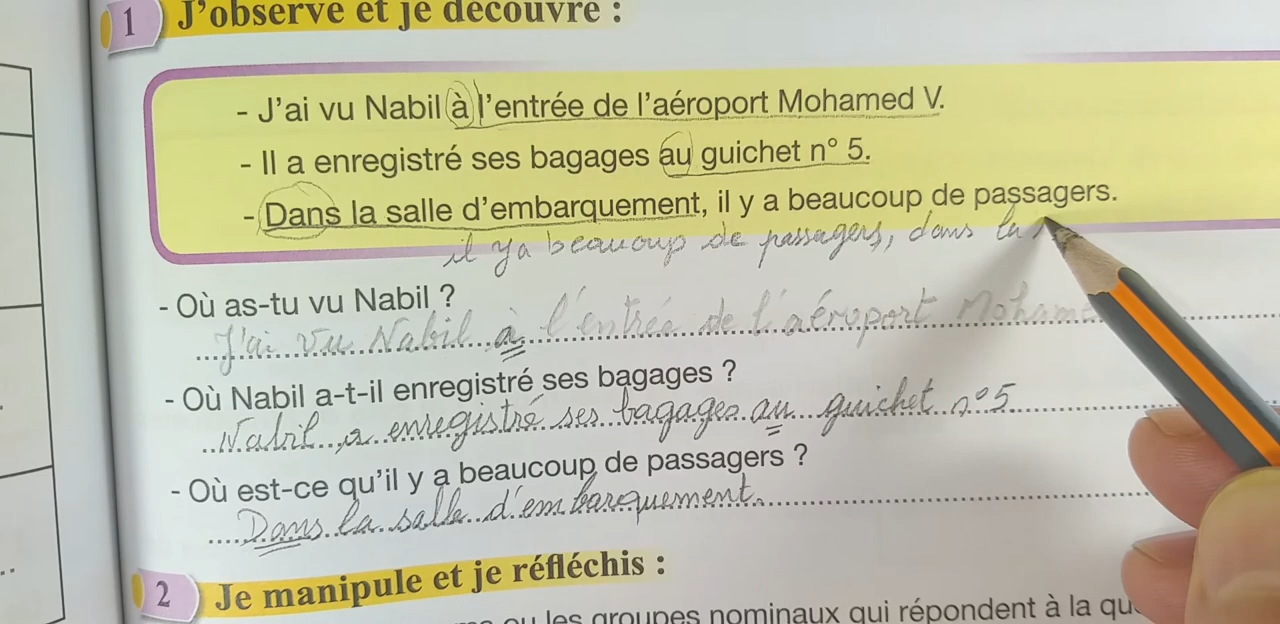 1 J'observe et je découvre :
- J'ai vu Nabil à l'entrée de l'aéroport Mohamed V.
- Il a enregistré ses bagages au guichet n° 5.
- Dans la salle d'embarquement, il y a beaucoup de passagers.
il y a beaucoup de passagers, dans la
- Où as-tu vu Nabil ?
J'ai vu Nabil à l'entrée de l'aéroport
- Où Nabil a-t-il enregistré ses bagages ?
Nabil a enregistré ses bagages au guichet n°5
- Où est-ce qu'il y a beaucoup de passagers ?
Dans la salle d'embarquement.
2 Je manipule et je réfléchis :
ou les groupes nominaux qui répondent à la